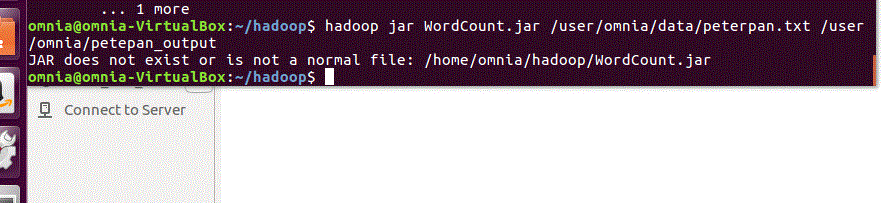 ... 1 more
omnia@omnia-VirtualBox:~/hadoop$ hadoop jar WordCount.jar /user/omnia/data/peterpan.txt /user
/omnia/petepan_output
JAR does not exist or is not a normal file: /home/omnia/hadoop/WordCount.jar
omnia@omnia-VirtualBox:~/hadoop$
Connect to Server